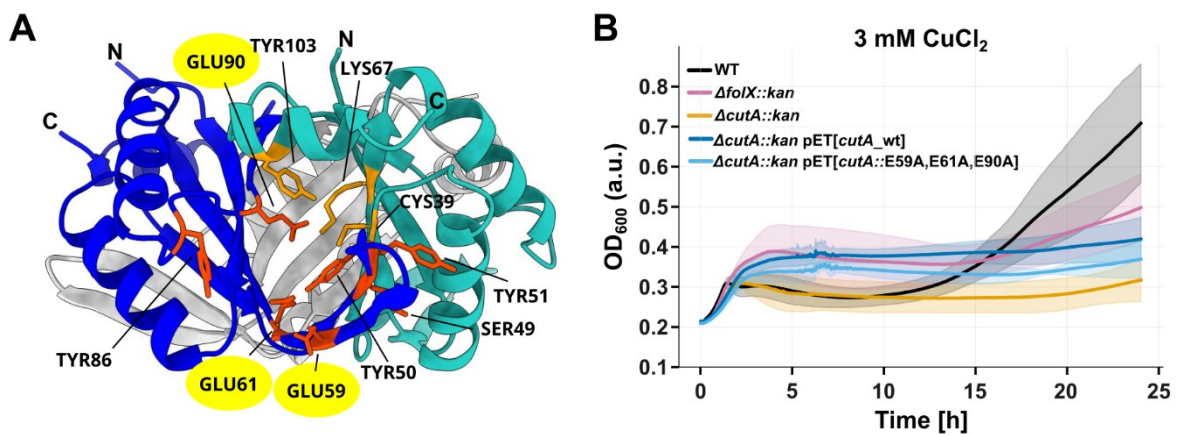 A
N
GLU90
TYR103
N
LYS67
C
C
CYS39
TYR51
SER49
TYR86
TYR50
GLU61
GLU59
B
3 mM CuCl₂
WT
ΔfolX::kan
ΔcutA::kan
ΔcutA::kan pET[cutA_wt]
ΔcutA::kan pET[cutA::E59A,E61A,E90A]
OD₆₀₀ (a.u.)
0.8
0.7
0.6
0.5
0.4
0.3
0.2
0.1
0 5 10 15 20 25
Time [h]